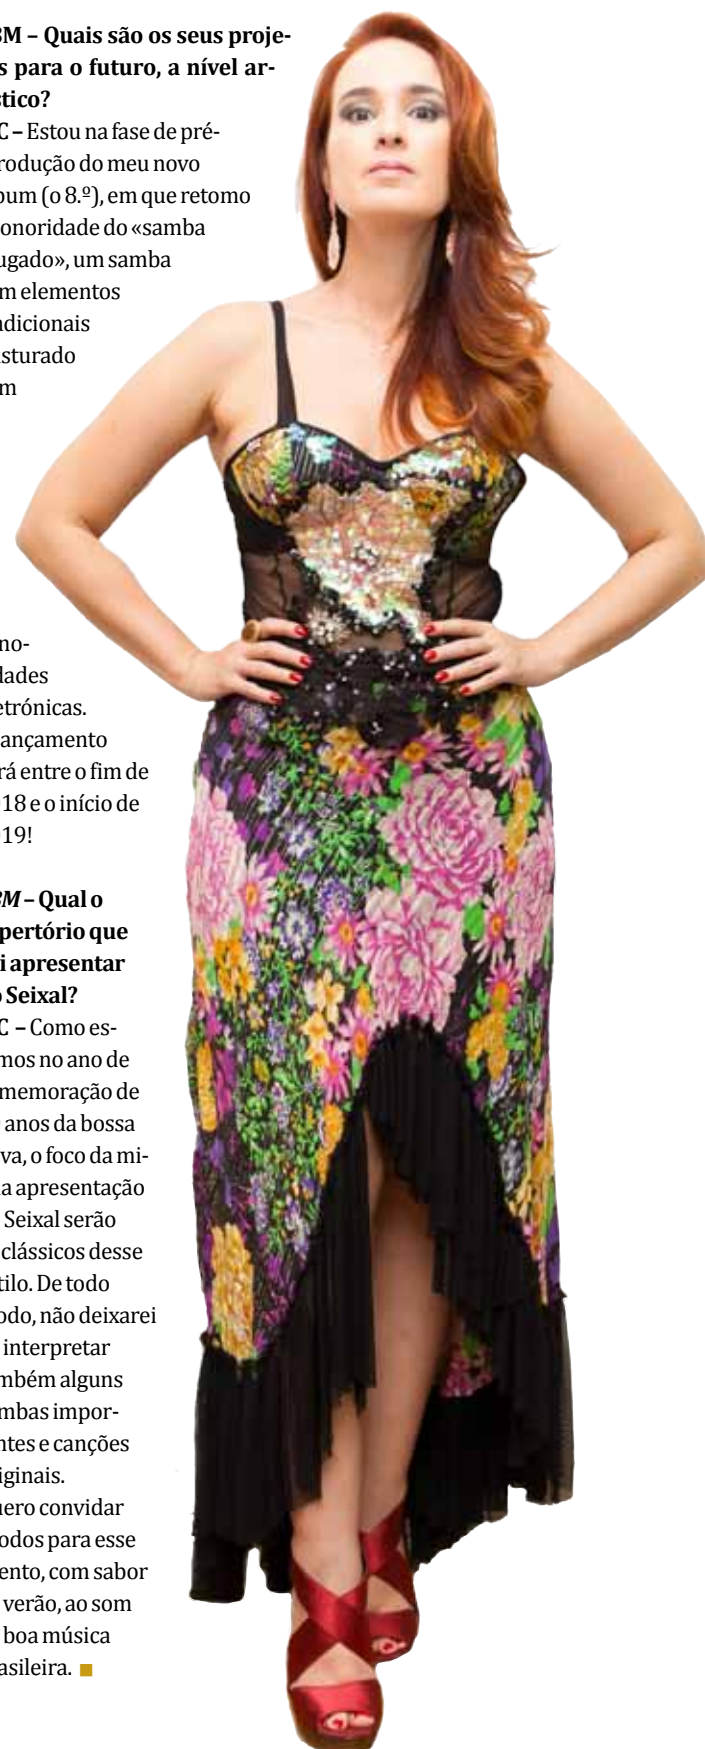 BM – Quais são os seus proje-
s para o futuro, a nível ar-
stico?
C – Estou na fase de pré-
rodução do meu novo
bum (o 8.º), em que retomo
onoridade do «samba
ugado», um samba
m elementos
adicionais
isturado
m
no-
dades
etrónicas.
ançamento
rá entre o fim de
18 e o início de
19!
BM – Qual o
pertório que
i apresentar
o Seixal?
C – Como es-
mos no ano de
memoração de
anos da bossa
va, o foco da mi-
a apresentação
Seixal serão
clássicos desse
tilo. De todo
odo, não deixarei
interpretar
mbém alguns
mbas impor-
ntes e canções
iginais.
uero convidar
odos para esse
ento, com sabor
verão, ao som
boa música
asileira.